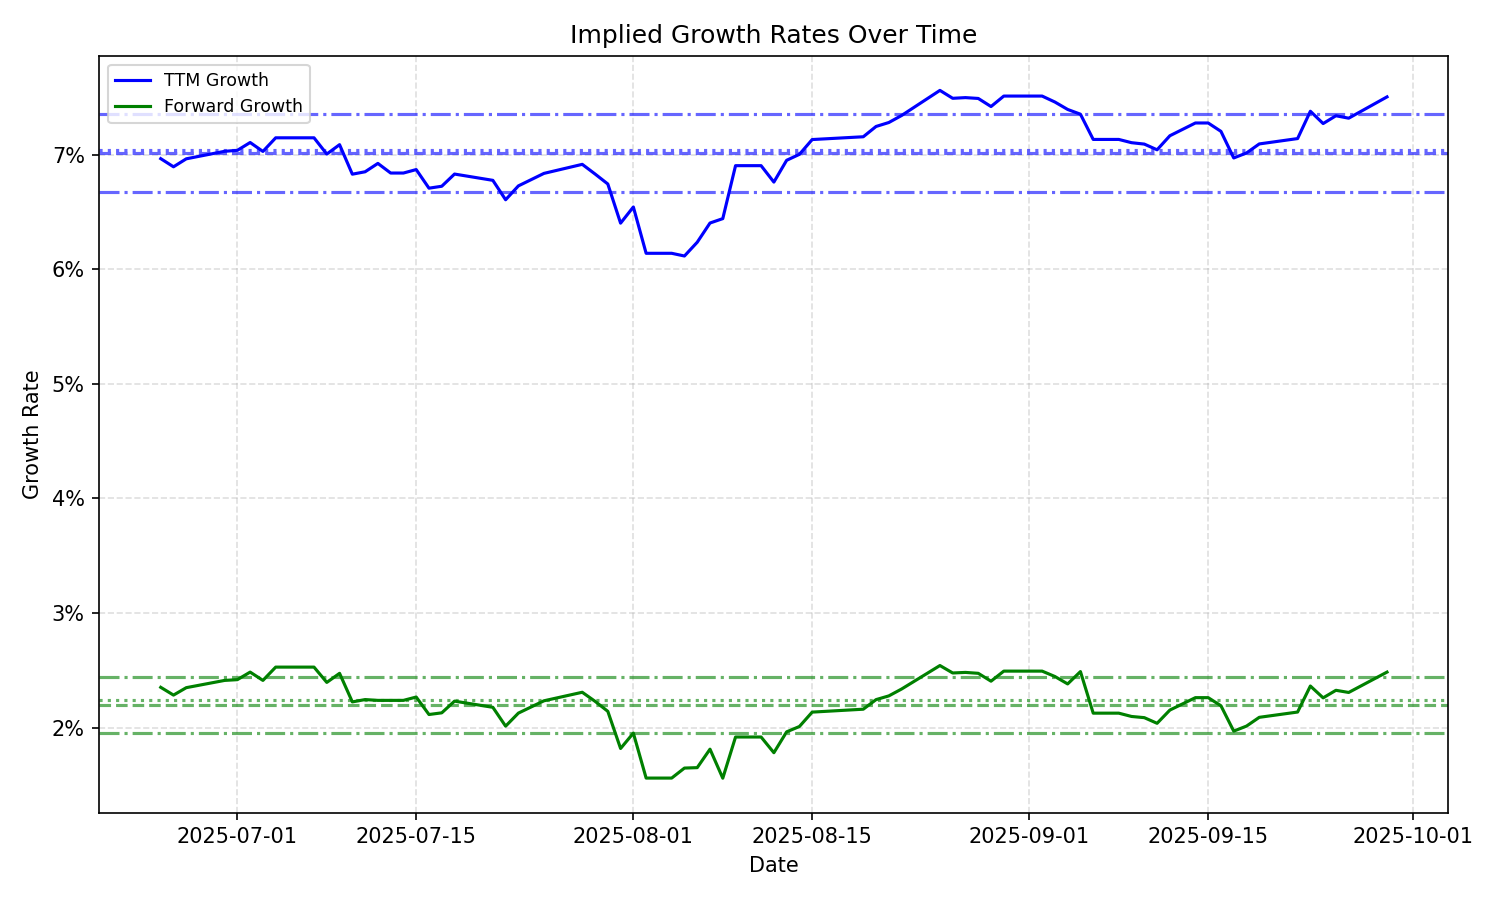 Implied Growth Rates Over Time
TTM Growth
Forward Growth
7%
6%
5%
4%
3%
2%
Growth Rate
2025-07-01
2025-07-15
2025-08-01
2025-08-15
2025-09-01
2025-09-15
2025-10-01
Date